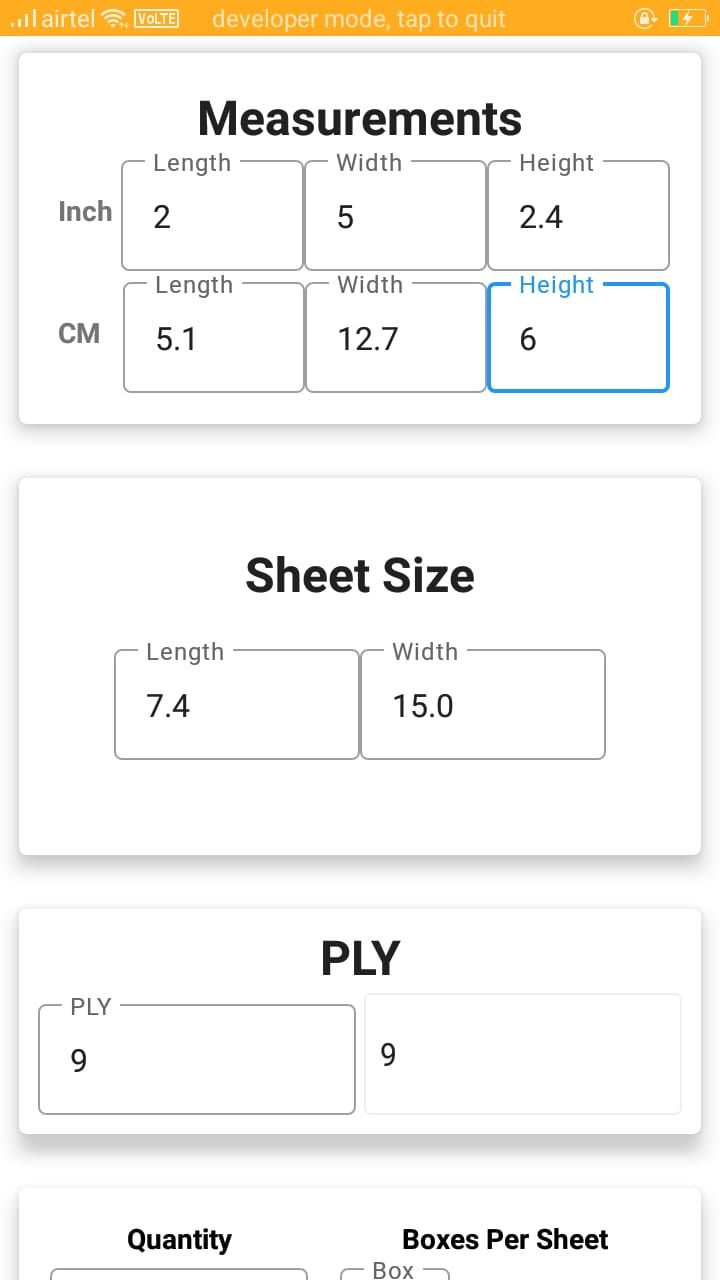 airtel VoLTE developer mode, tap to quit
Measurements
Length Width Height
Inch 2 5 2.4
Length Width Height
CM 5.1 12.7 6
Sheet Size
Length Width
7.4 15.0
PLY
PLY
9 9
Quantity Boxes Per Sheet
Box